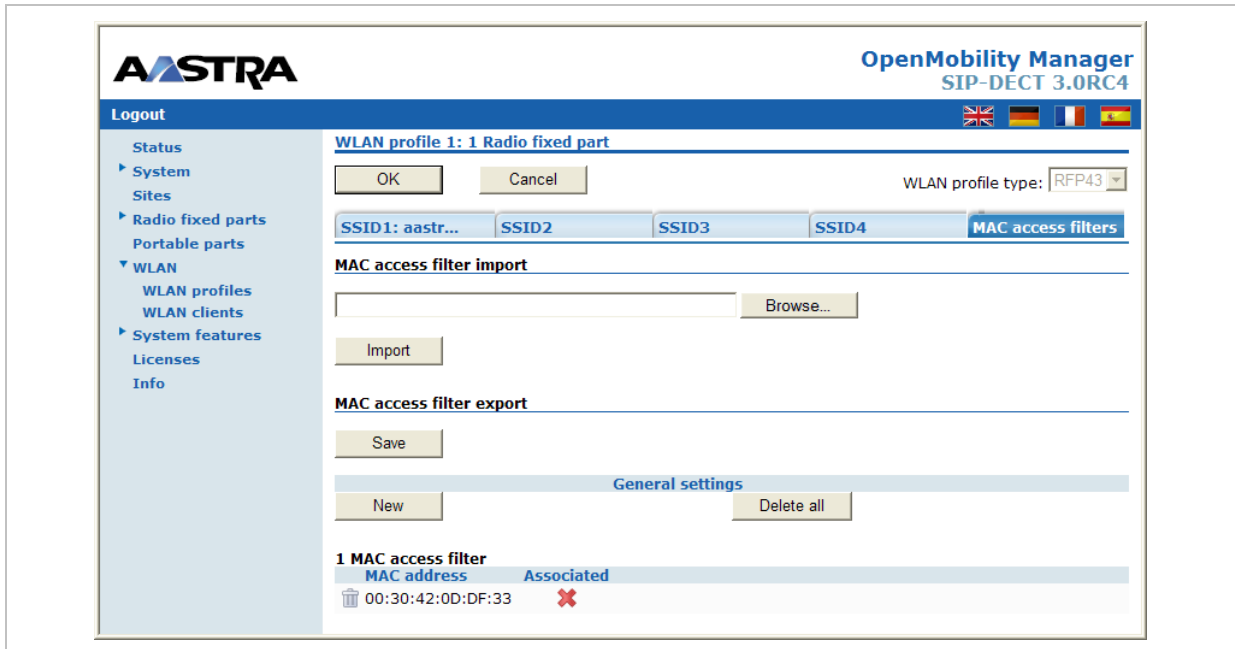 AASTRA
OpenMobility Manager
SIP-DECT 3.0RC4
Logout
Status
System
Sites
Radio fixed parts
Portable parts
WLAN
WLAN profiles
WLAN clients
System features
Licenses
Info
WLAN profile 1: 1 Radio fixed part
OK Cancel WLAN profile type: RFP43
SSID1: aastr... SSID2 SSID3 SSID4 MAC access filters
MAC access filter import
Browse...
Import
MAC access filter export
Save
General settings
New Delete all
1 MAC access filter
MAC address Associated
00:30:42:0D:DF:33